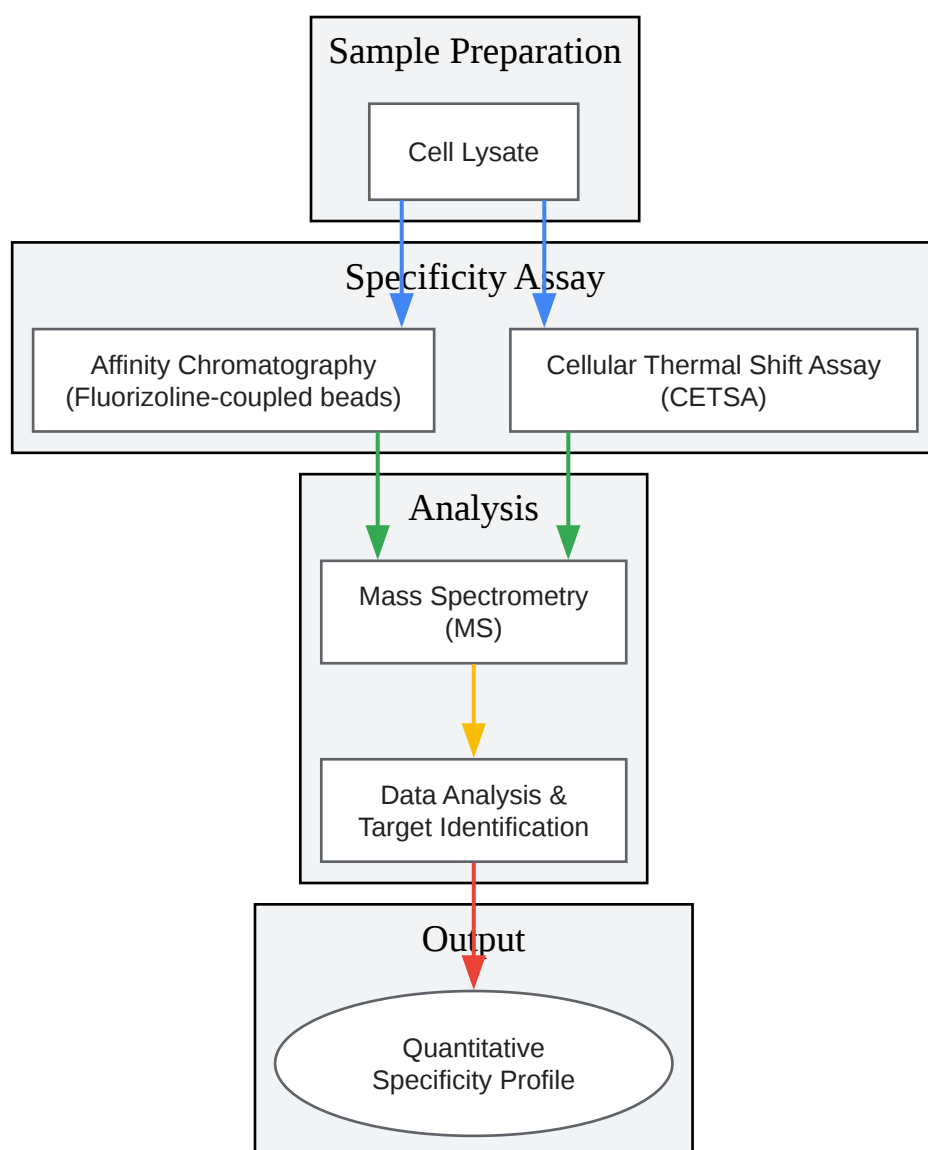 Sample Preparation
Cell Lysate
Specificity Assay
Affinity Chromatography
(Fluorizoline-coupled beads)
Cellular Thermal Shift Assay
(CETSA)
Analysis
Mass Spectrometry
(MS)
Data Analysis &
Target Identification
Output
Quantitative
Specificity Profile